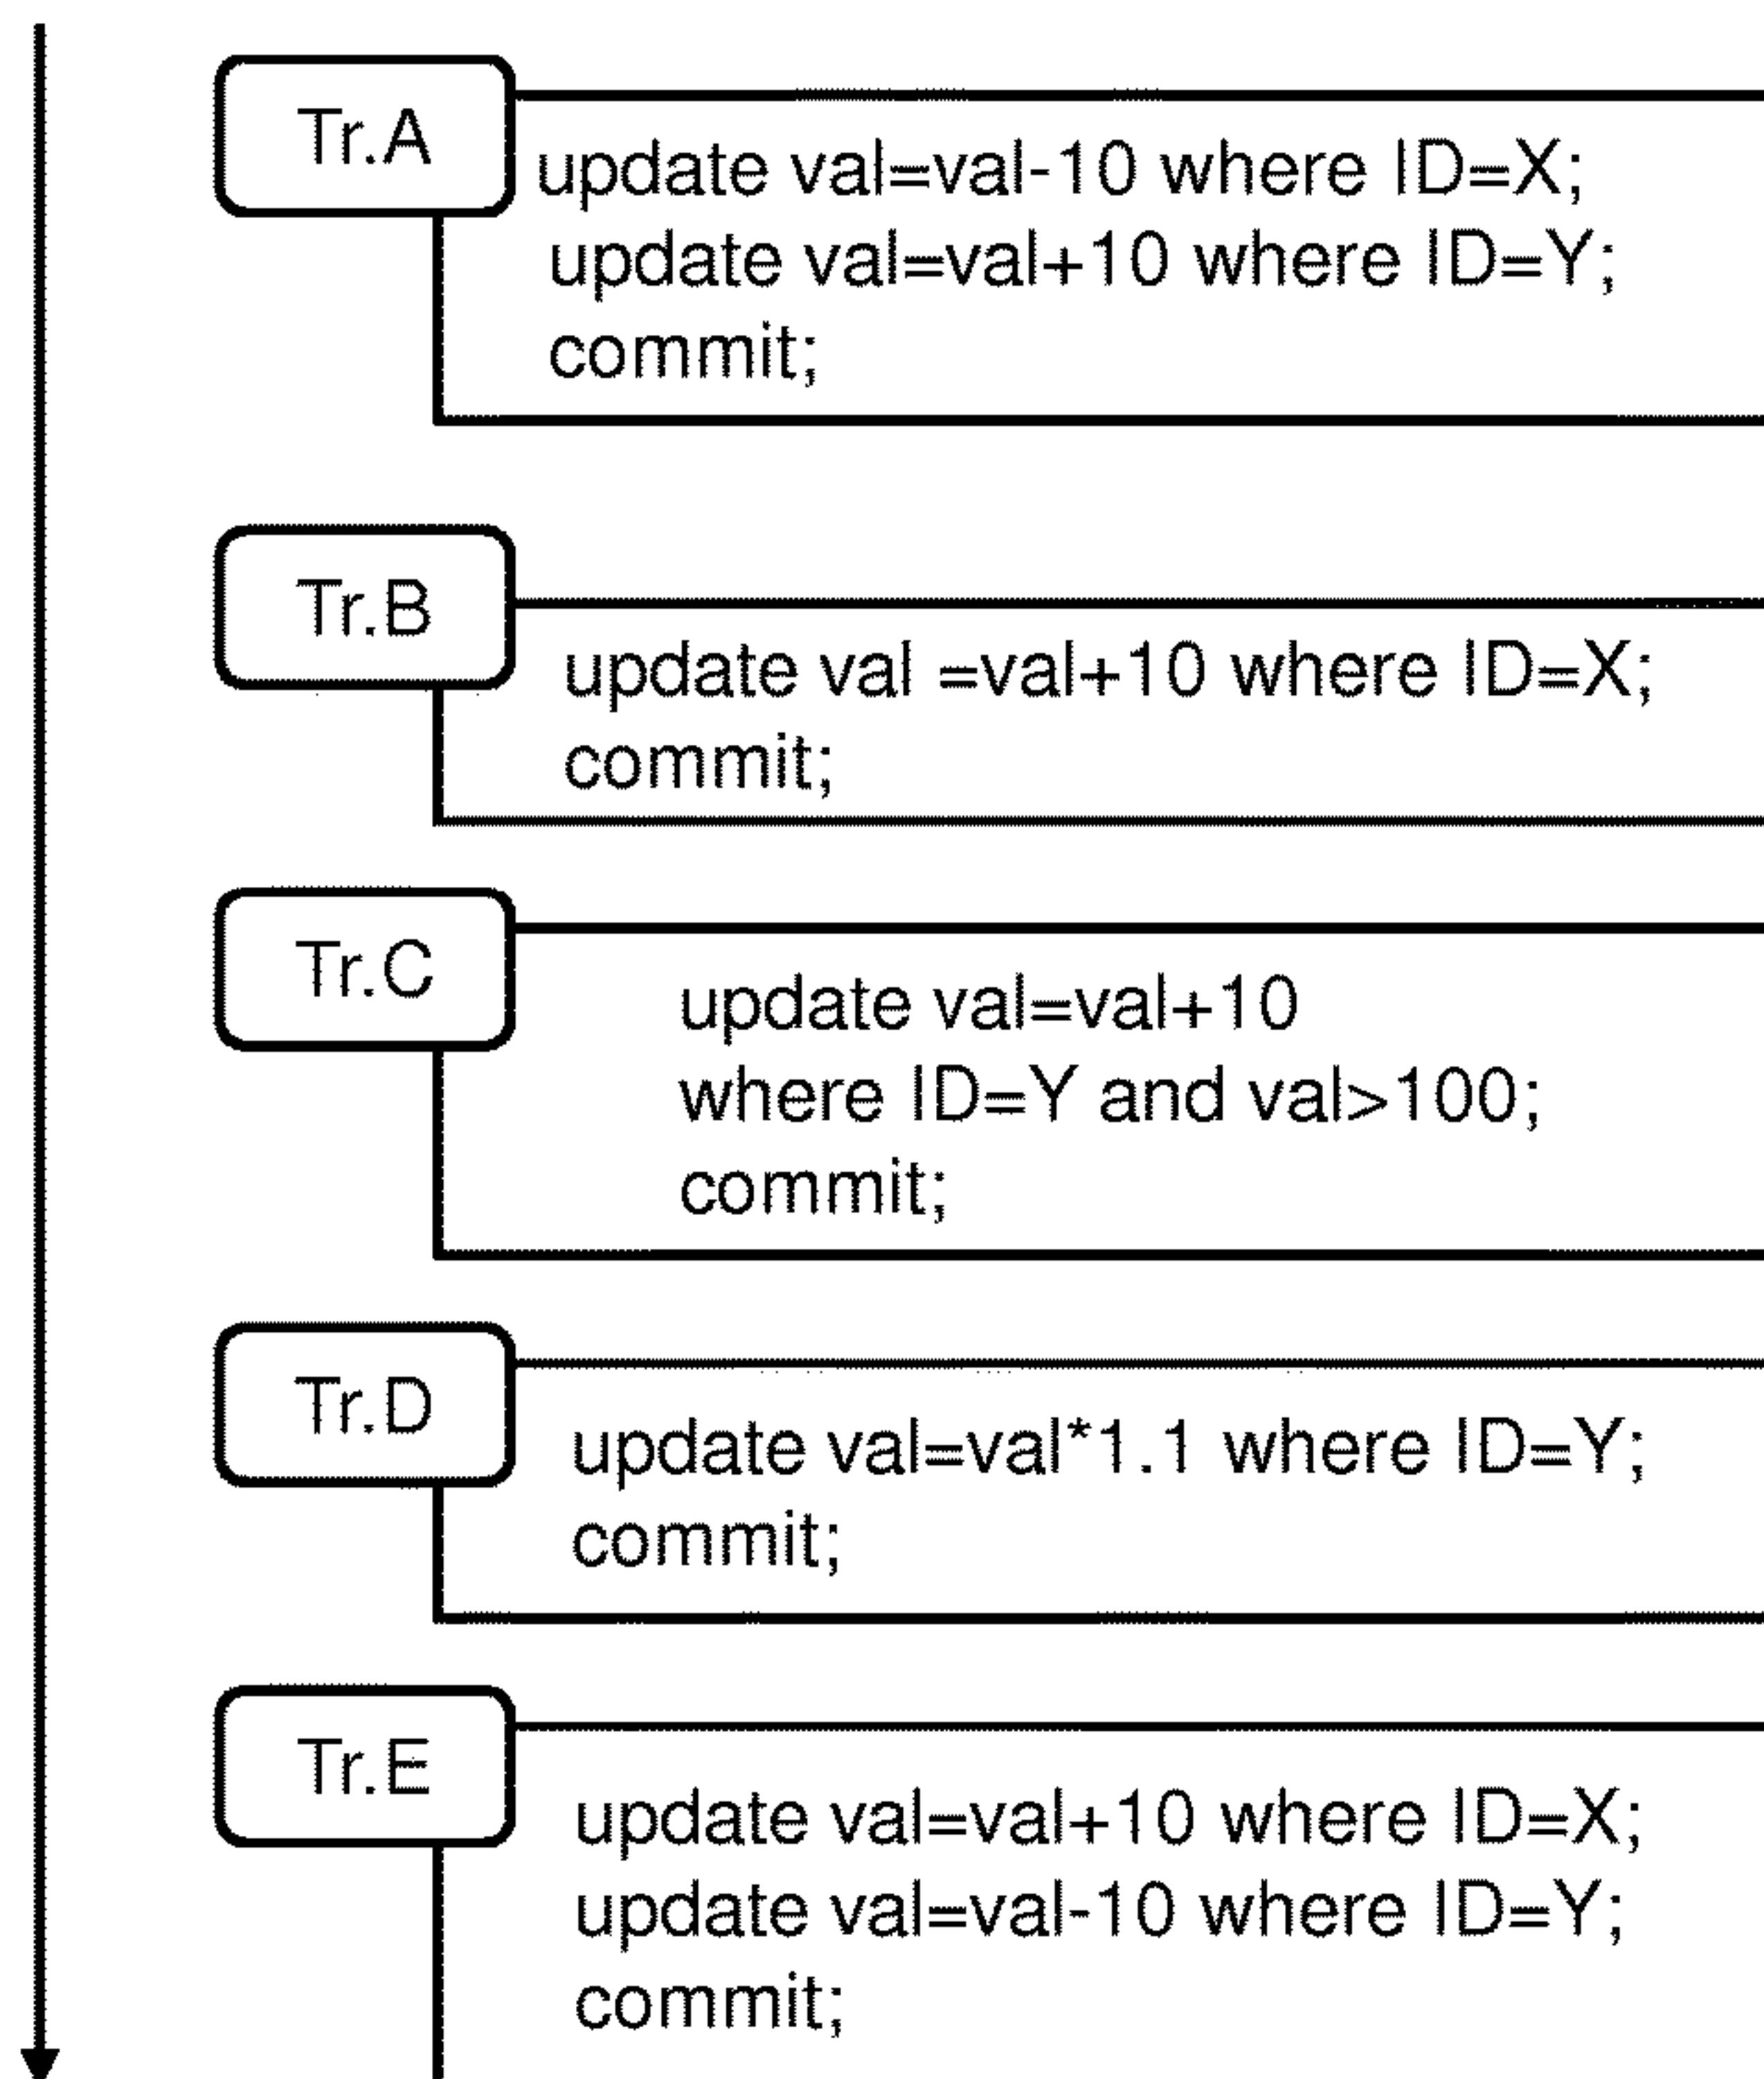 Tr.A
update val=val-10 where ID=X;
update val=val+10 where ID=Y;
commit;
Tr.B
update val =val+10 where ID=X;
commit;
Tr.C
update val=val+10
where ID=Y and val>100;
commit;
Tr.D
update val=val*1.1 where ID=Y;
commit;
Tr.E
update val=val+10 where ID=X;
update val=val-10 where ID=Y;
commit;